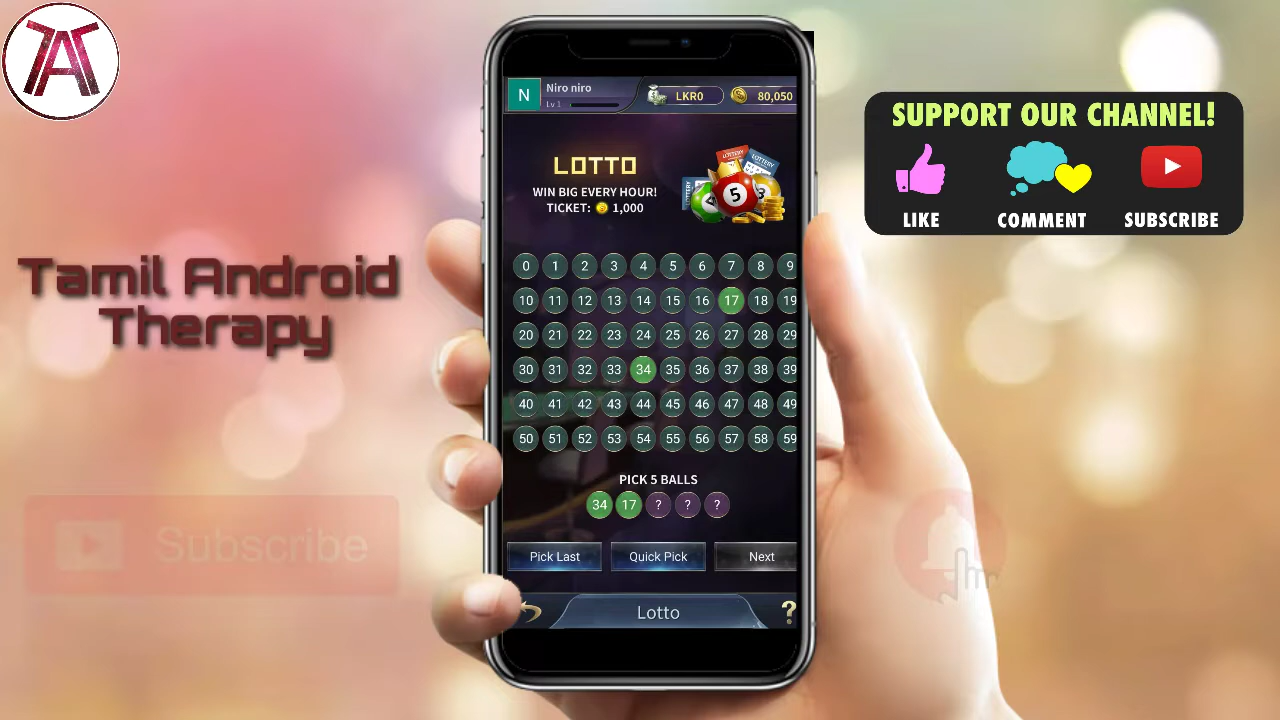 TAT
Tamil Android
Therapy
Subscribe
N
Niro niro
Lv 1
LKR0
80,050
LOTTO
WIN BIG EVERY HOUR!
TICKET: 1,000
LOTTERY
LOTTERY
5
3
0 1 2 3 4 5 6 7 8 9
10 11 12 13 14 15 16 17 18 19
20 21 22 23 24 25 26 27 28 29
30 31 32 33 34 35 36 37 38 39
40 41 42 43 44 45 46 47 48 49
50 51 52 53 54 55 56 57 58 59
PICK 5 BALLS
34 17 ? ? ?
Pick Last Quick Pick Next
Lotto ?
SUPPORT OUR CHANNEL!
LIKE COMMENT SUBSCRIBE